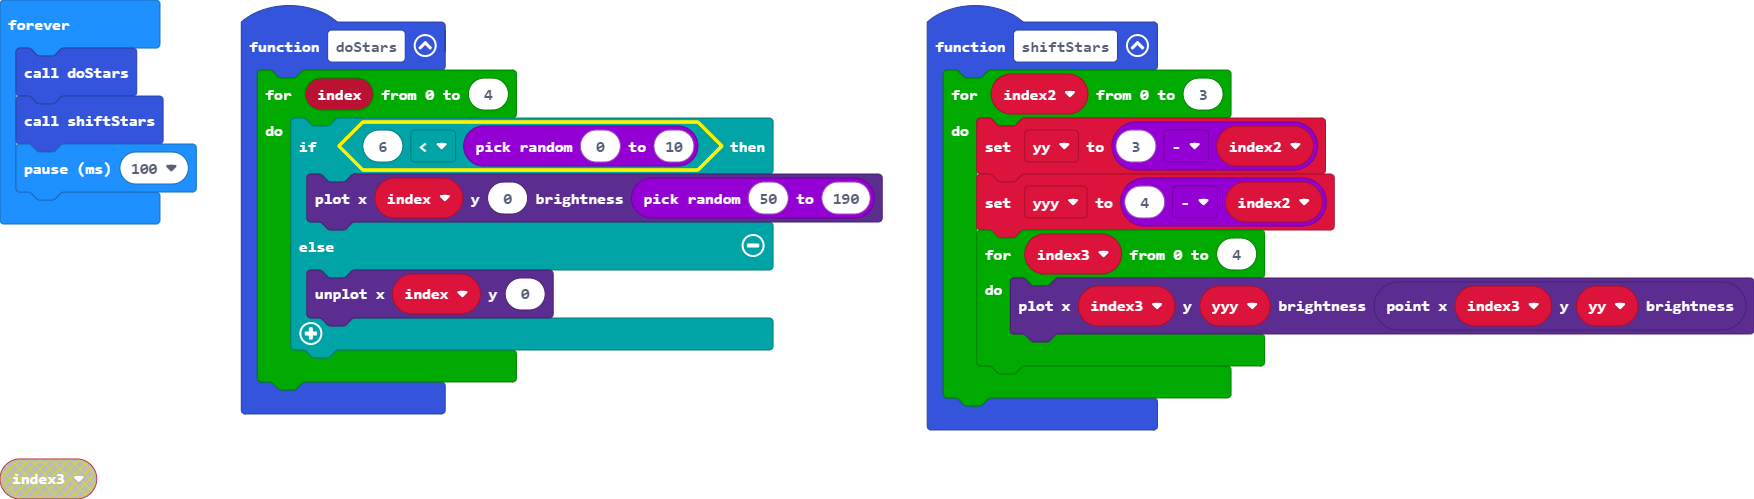 forever
call doStars
call shiftStars
pause (ms) 100
function doStars
for index from 0 to 4
do
if 6 < pick random 0 to 10 then
plot x index y 0 brightness pick random 50 to 190
else
unplot x index y 0
function shiftStars
for index2 from 0 to 3
do
set yy to 3 - index2
set yyy to 4 - index2
for index3 from 0 to 4
do
plot x index3 y yyy brightness point x index3 y yy brightness
index3